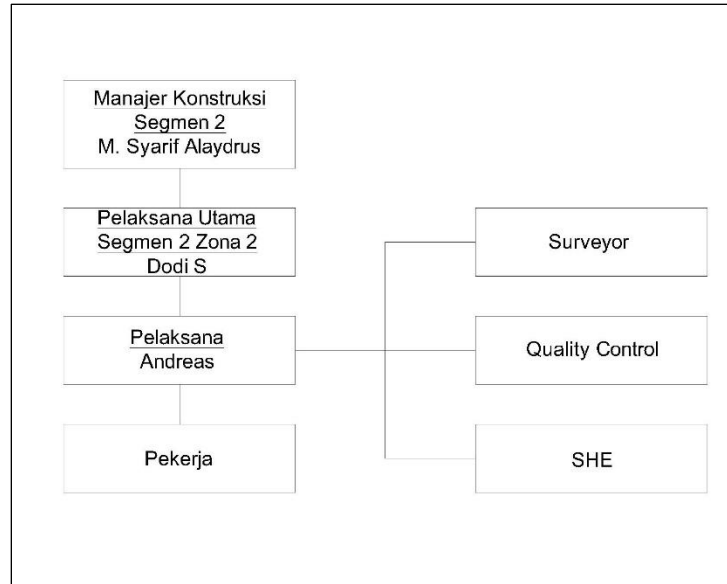 Manajer Konstruksi
Segmen 2
M. Syarif Alaydrus
Pelaksana Utama
Segmen 2 Zona 2
Dodi S
Pelaksana
Andreas
Pekerja
Surveyor
Quality Control
SHE